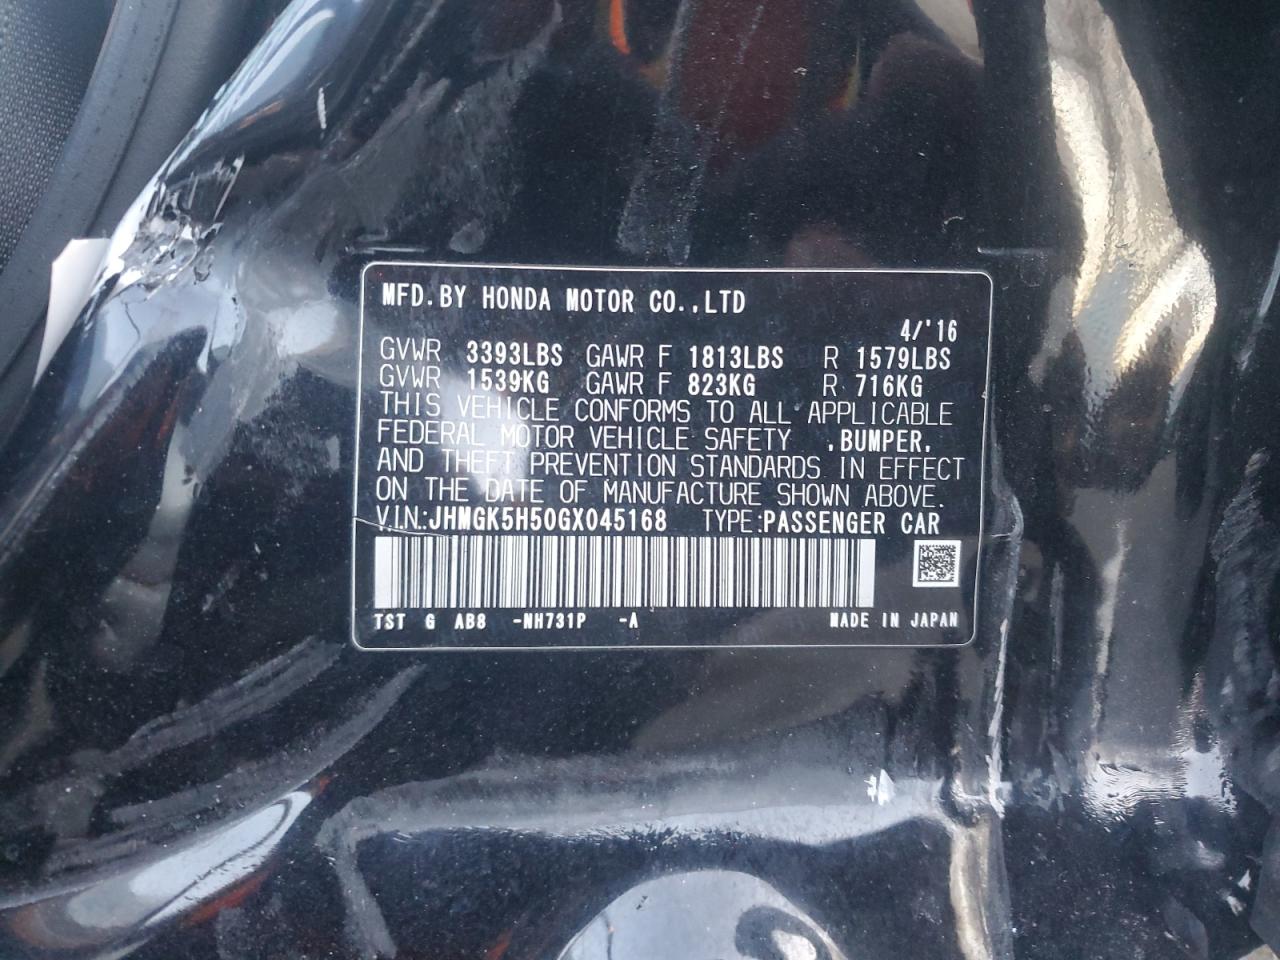 MFD.BY HONDA MOTOR CO.,LTD
4/'16
GVWR 3393LBS GAWR F 1813LBS R 1579LBS
GVWR 1539KG GAWR F 823KG R 716KG
THIS VEHICLE CONFORMS TO ALL APPLICABLE
FEDERAL MOTOR VEHICLE SAFETY ,BUMPER,
AND THEFT PREVENTION STANDARDS IN EFFECT
ON THE DATE OF MANUFACTURE SHOWN ABOVE.
V.I.N:JHMGK5H50GX045168 TYPE:PASSENGER CAR
TST G AB8 -NH731P -A MADE IN JAPAN